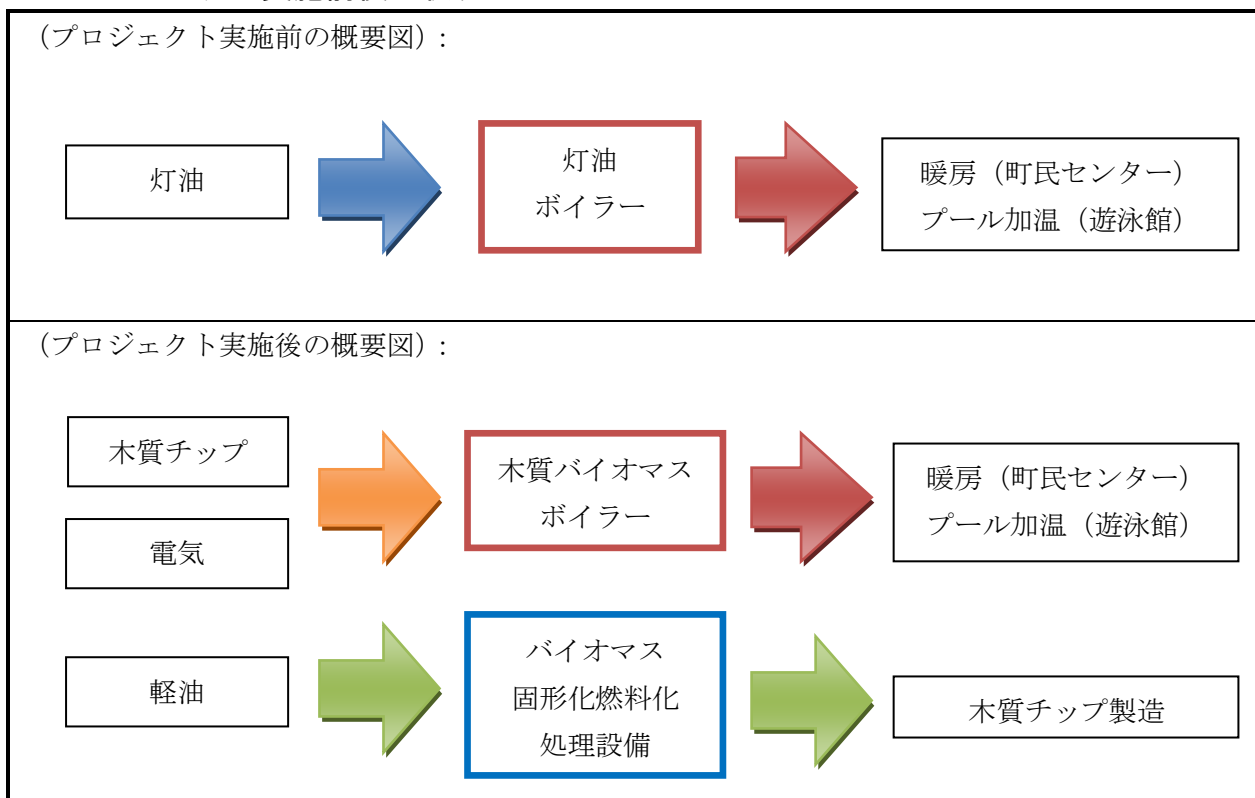 （プロジェクト実施前の概要図）：
灯油
灯油
ボイラー
暖房（町民センター）
プール加温（遊泳館）
（プロジェクト実施後の概要図）：
木質チップ
電気
木質バイオマス
ボイラー
暖房（町民センター）
プール加温（遊泳館）
軽油
バイオマス
固形化燃料化
処理設備
木質チップ製造